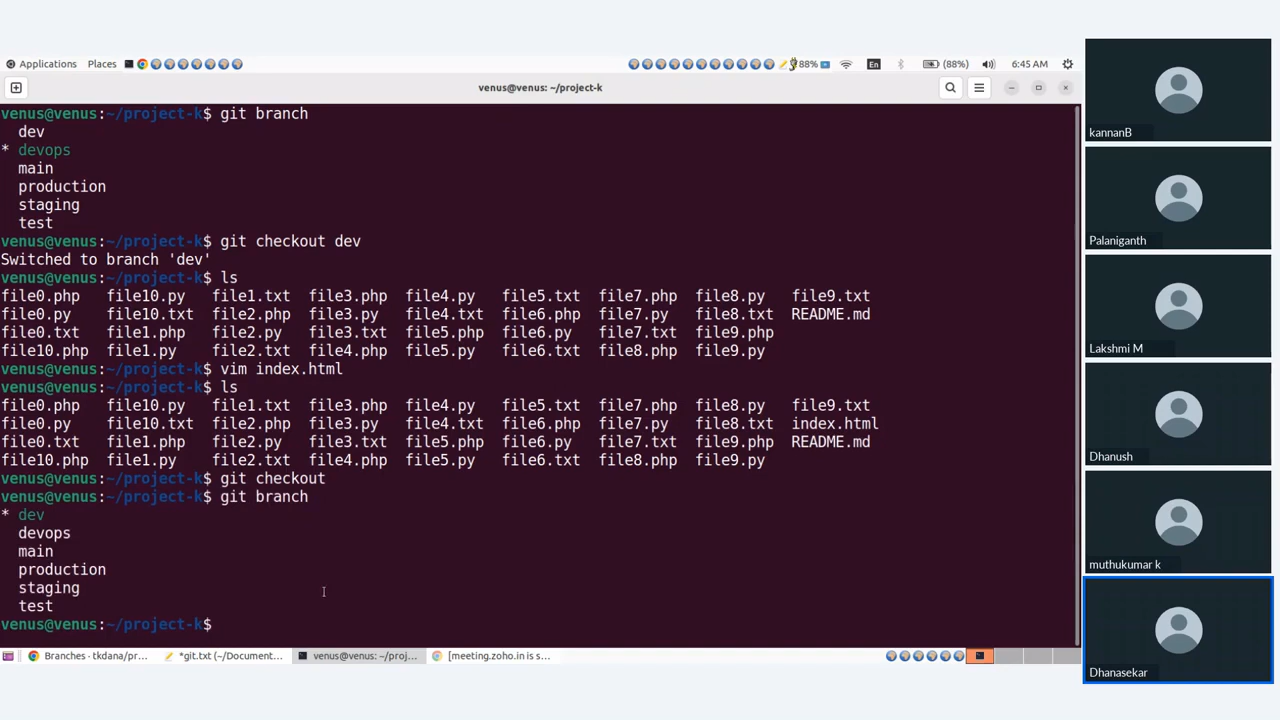 Applications Places 88% En (88%) 6:45 AM
venus@venus: ~/project-k
venus@venus:~/project-k$ git branch
dev
* devops
main
production
staging
test
venus@venus:~/project-k$ git checkout dev
Switched to branch 'dev'
venus@venus:~/project-k$ ls
file0.php file10.py file1.txt file3.php file4.py file5.txt file7.php file8.py file9.txt
file0.py file10.txt file2.php file3.py file4.txt file6.php file7.py file8.txt README.md
file0.txt file1.php file2.py file3.txt file5.php file6.py file7.txt file9.php
file10.php file1.py file2.txt file4.php file5.py file6.txt file8.php file9.py
venus@venus:~/project-k$ vim index.html
venus@venus:~/project-k$ ls
file0.php file10.py file1.txt file3.php file4.py file5.txt file7.php file8.py file9.txt
file0.py file10.txt file2.php file3.py file4.txt file6.php file7.py file8.txt index.html
file0.txt file1.php file2.py file3.txt file5.php file6.py file7.txt file9.php README.md
file10.php file1.py file2.txt file4.php file5.py file6.txt file8.php file9.py
venus@venus:~/project-k$ git checkout
venus@venus:~/project-k$ git branch
* dev
devops
main
production
staging
test
venus@venus:~/project-k$
Branches · tkdana/pr... *git.txt (~/Document... venus@venus: ~/proj... [meeting.zoho.in is s...
kannanB
Palaniganth
Lakshmi M
Dhanush
muthukumar k
Dhanasekar